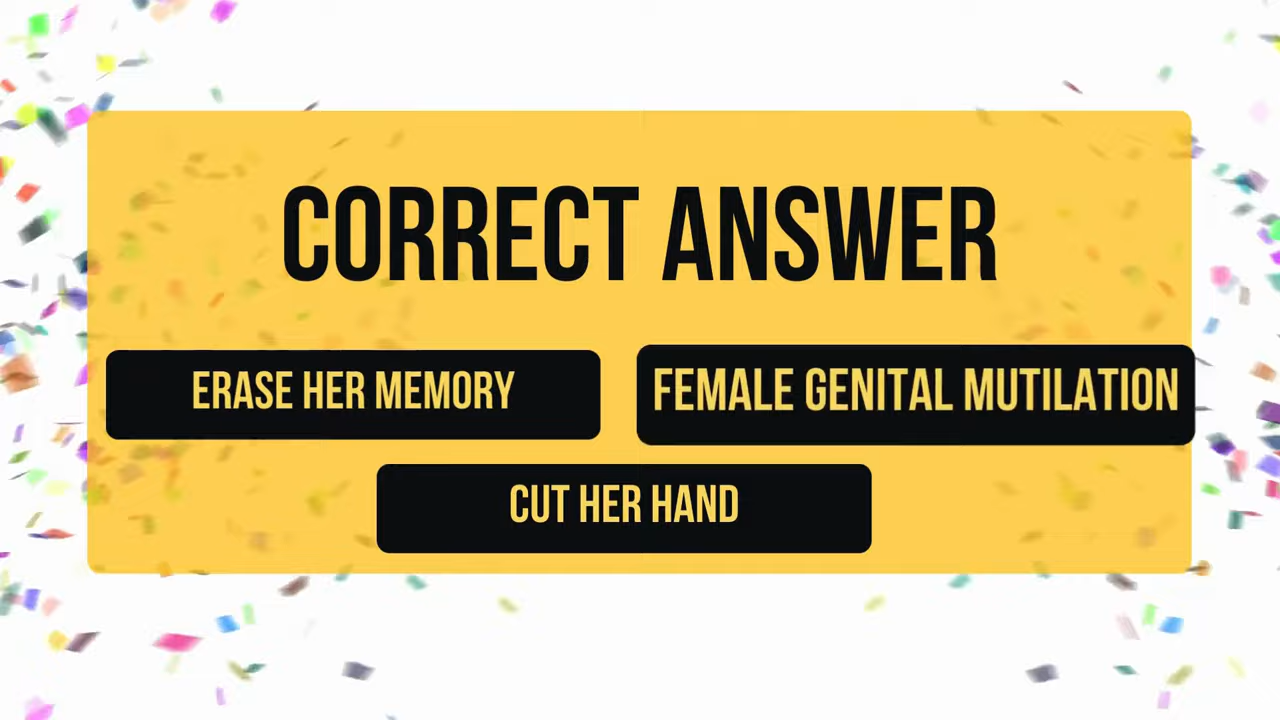 CORRECT ANSWER
ERASE HER MEMORY
FEMALE GENITAL MUTILATION
CUT HER HAND